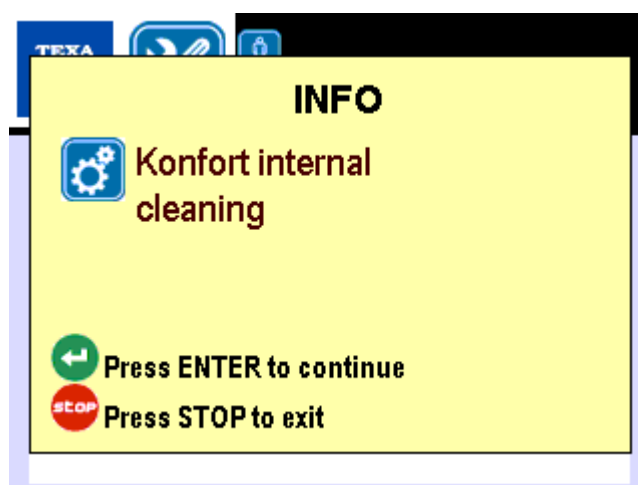 TEXA
INFO
Konfort internal
cleaning
Press ENTER to continue
stop
Press STOP to exit